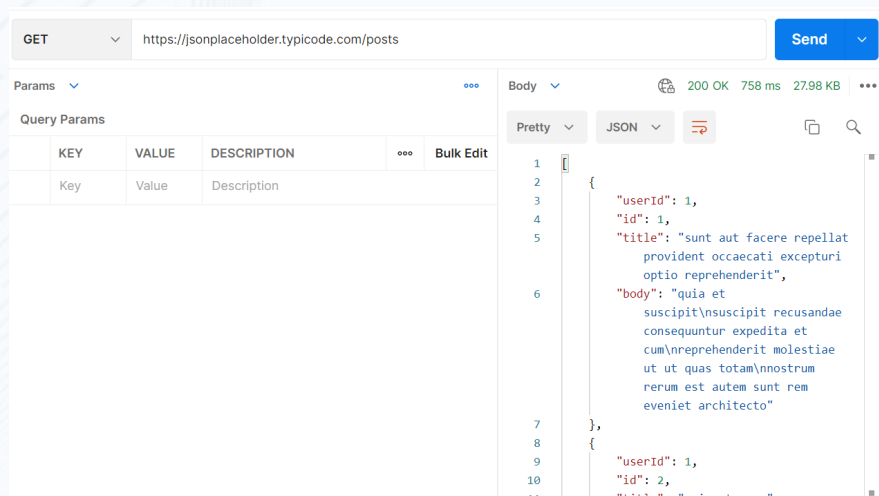 GET
https://jsonplaceholder.typicode.com/posts
Send
Params
Body
200 OK 758 ms 27.98 KB
Query Params
Pretty
JSON
KEY VALUE DESCRIPTION Bulk Edit
Key Value Description
1 [
2 {
3 "userId": 1,
4 "id": 1,
5 "title": "sunt aut facere repellat
provident occaecati excepturi
optio reprehenderit",
6 "body": "quia et
suscipit\nsuscipit recusandae
consequuntur expedita et
cum\nreprehenderit molestiae
ut ut quas totam\nnostrum
rerum est autem sunt rem
eveniet architecto"
7 },
8 {
9 "userId": 1,
10 "id": 2,